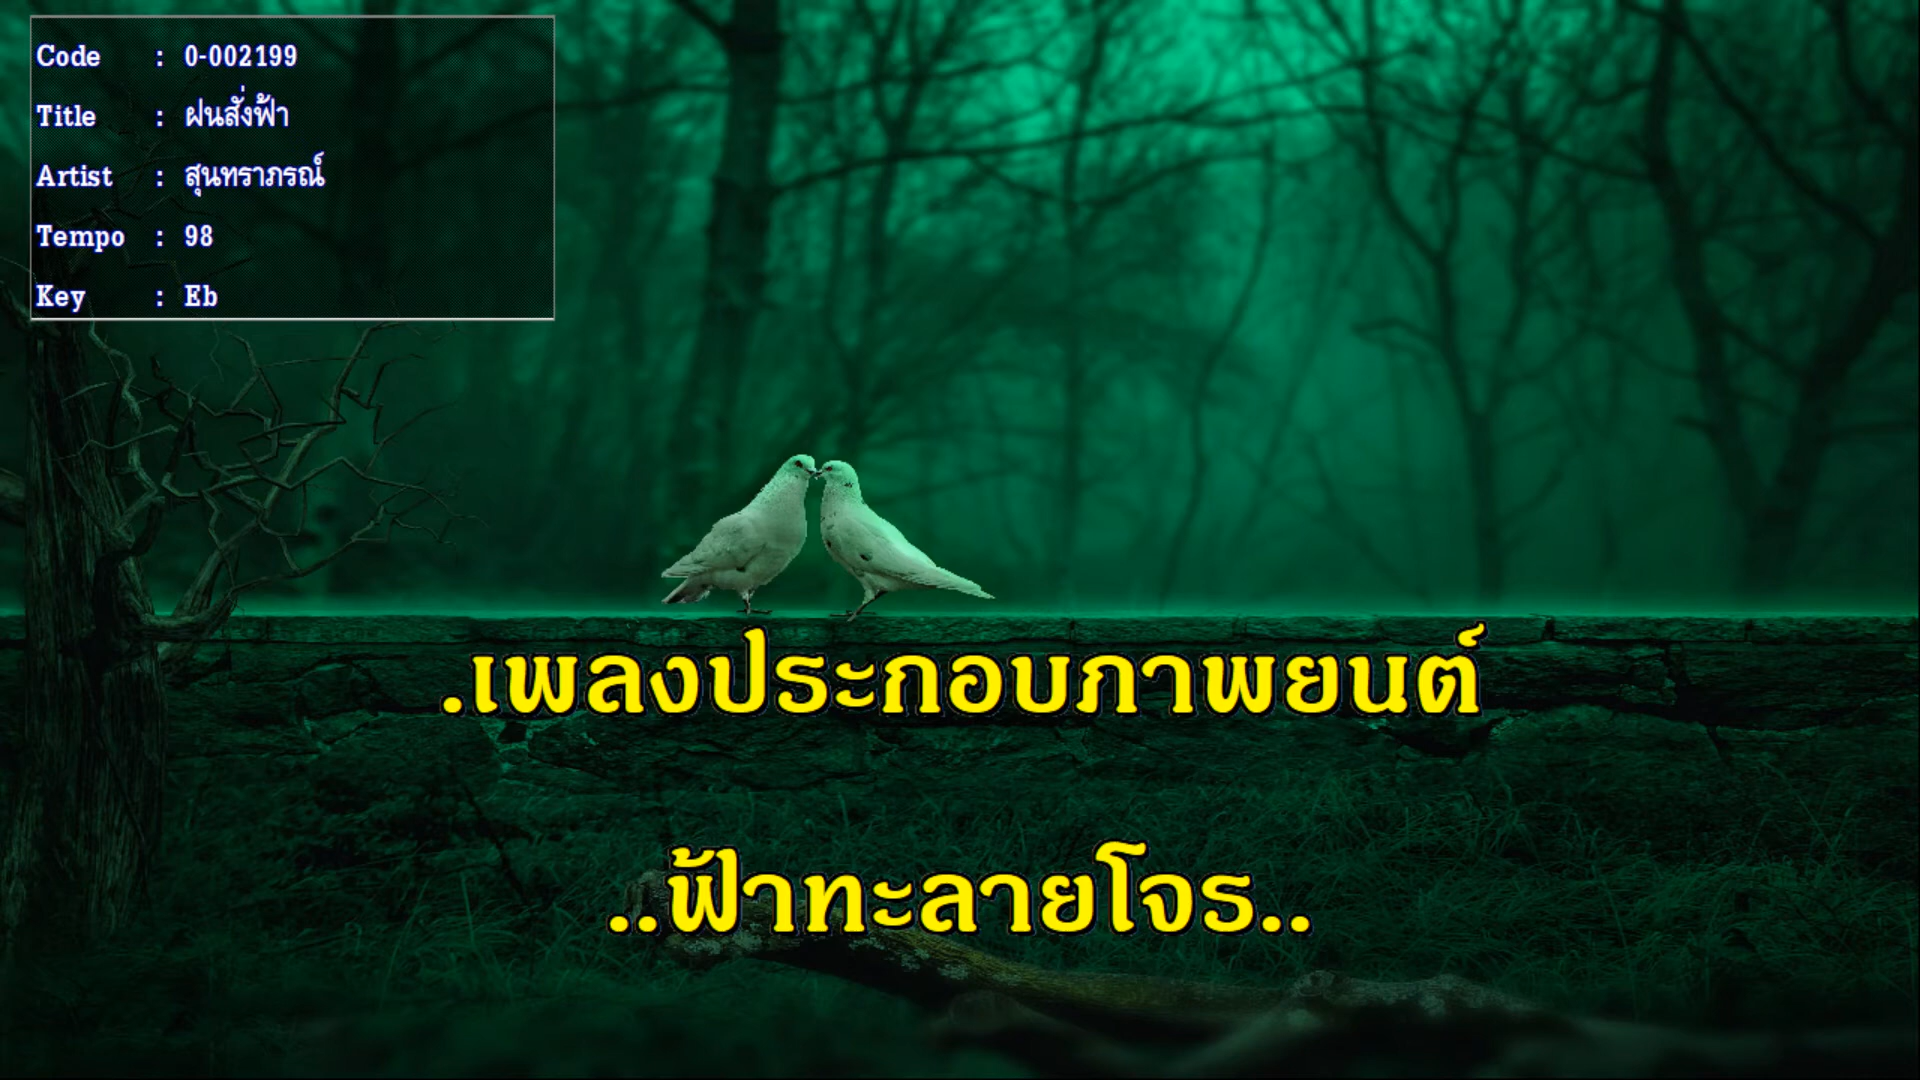 Code : 0-002199
Title : ฝนสั่งฟ้า
Artist : สุนทราภรณ์
Tempo : 98
Key : Eb
.เพลงประกอบภาพยนต์
..ฟ้าทะลายโจร..